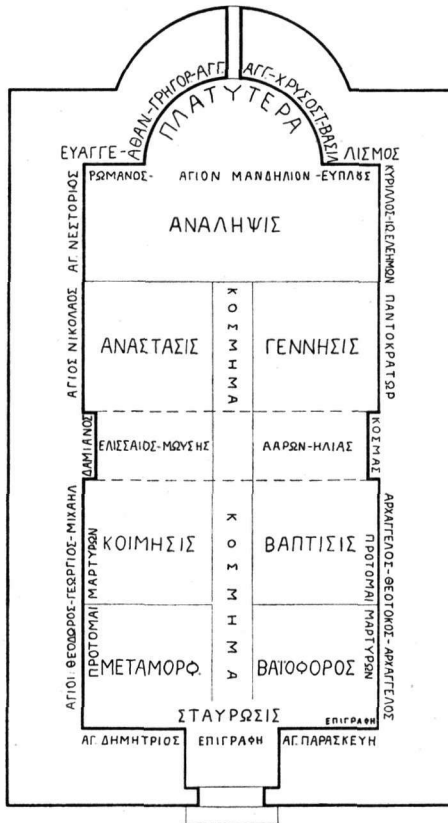 ΑΘΑΝ-ΓΡΗΓΟΡ-ΑΓΓ.
ΑΓΓ-ΧΡΥΣΟΣΤ-ΒΑΣΙΛ
ΠΛΑΤΥΤΕΡΑ
ΕΥΑΓΓΕ-
ΛΙΣΜΟΣ
ΡΩΜΑΝΟΣ- ΑΓΙΟΝ ΜΑΝΔΗΛΙΟΝ-ΕΥΠΛΟΣ
ΑΓ. ΝΕΣΤΟΡΙΟΣ
ΑΝΑΛΗΨΙΣ
ΚΥΡΙΛΛΟΣ-ΙΩ ΕΛΕΗΜΩΝ
ΑΓΙΟΣ ΝΙΚΟΛΑΟΣ
ΑΝΑΣΤΑΣΙΣ
ΚΟΣΜΗΜΑ
ΓΕΝΝΗΣΙΣ
ΠΑΝΤΟΚΡΑΤΩΡ
ΔΑΜΙΑΝΟΣ
ΕΛΙΣΣΑΙΟΣ-ΜΩΥΣΗΣ
ΑΑΡΩΝ-ΗΛΙΑΣ
ΚΟΣΜΑΣ
ΑΓΙΟΙ ΘΕΟΔΩΡΟΣ-ΓΕΩΡΓΙΟΣ-ΜΙΧΑΗΛ
ΠΡΟΤΟΜΑΙ ΜΑΡΤΥΡΩΝ
ΚΟΙΜΗΣΙΣ
ΚΟΣΜΗΜΑ
ΒΑΠΤΙΣΙΣ
ΠΡΟΤΟΜΑΙ ΜΑΡΤΥΡΩΝ
ΑΡΧΑΓΓΕΛΟΣ-ΘΕΟΤΟΚΟΣ-ΑΡΧΑΓΓΕΛΟΣ
ΜΕΤΑΜΟΡΦ.
ΒΑΪΟΦΟΡΟΣ
ΣΤΑΥΡΩΣΙΣ
ΕΠΙΓΡΑΦΗ
ΑΓ. ΔΗΜΗΤΡΙΟΣ
ΕΠΙΓΡΑΦΗ
ΑΓ. ΠΑΡΑΣΚΕΥΗ